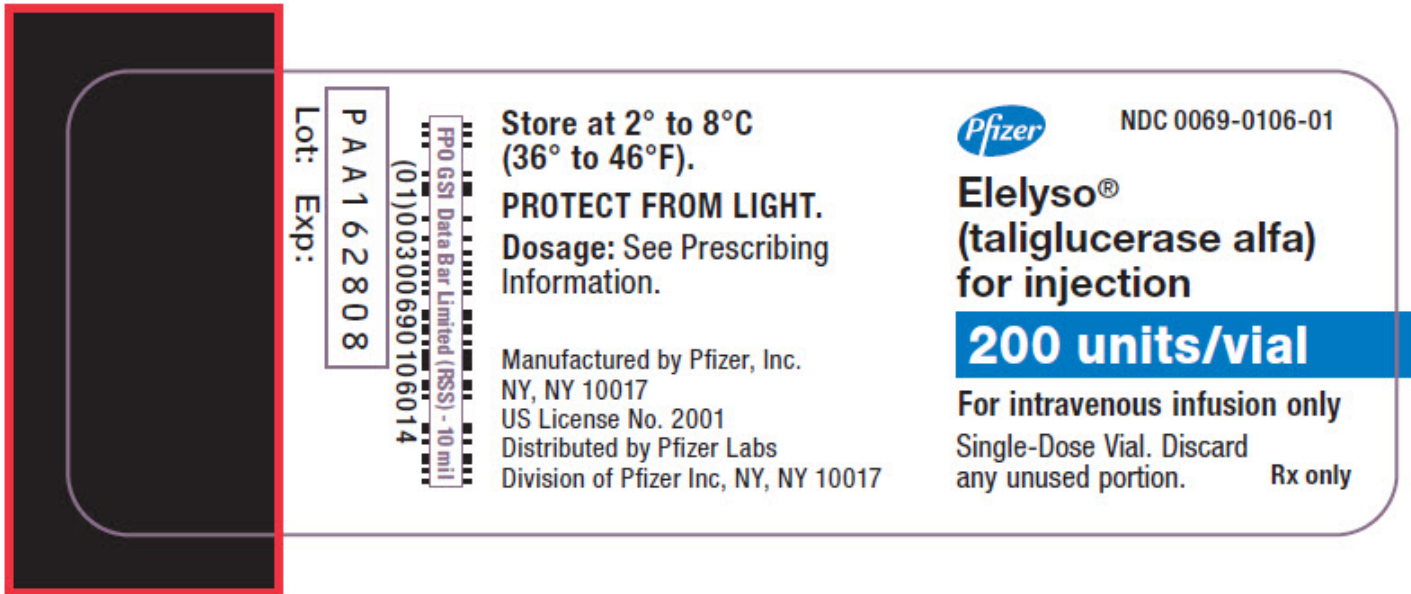 Lot: Exp:
PAA162808
(01)00300690106014
FPO GS1 Data Bar Limited (RSS) - 10 mil
Store at 2° to 8°C
(36° to 46°F).
PROTECT FROM LIGHT.
Dosage: See Prescribing
Information.
Manufactured by Pfizer, Inc.
NY, NY 10017
US License No. 2001
Distributed by Pfizer Labs
Division of Pfizer Inc, NY, NY 10017
Pfizer
NDC 0069-0106-01
Elelyso®
(taliglucerase alfa)
for injection
200 units/vial
For intravenous infusion only
Single-Dose Vial. Discard
any unused portion.
Rx only